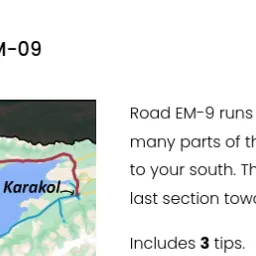 M-09
Karakol
Road EM-9 runs
many parts of th
to your south. Th
last section towa
Includes 3 tips.